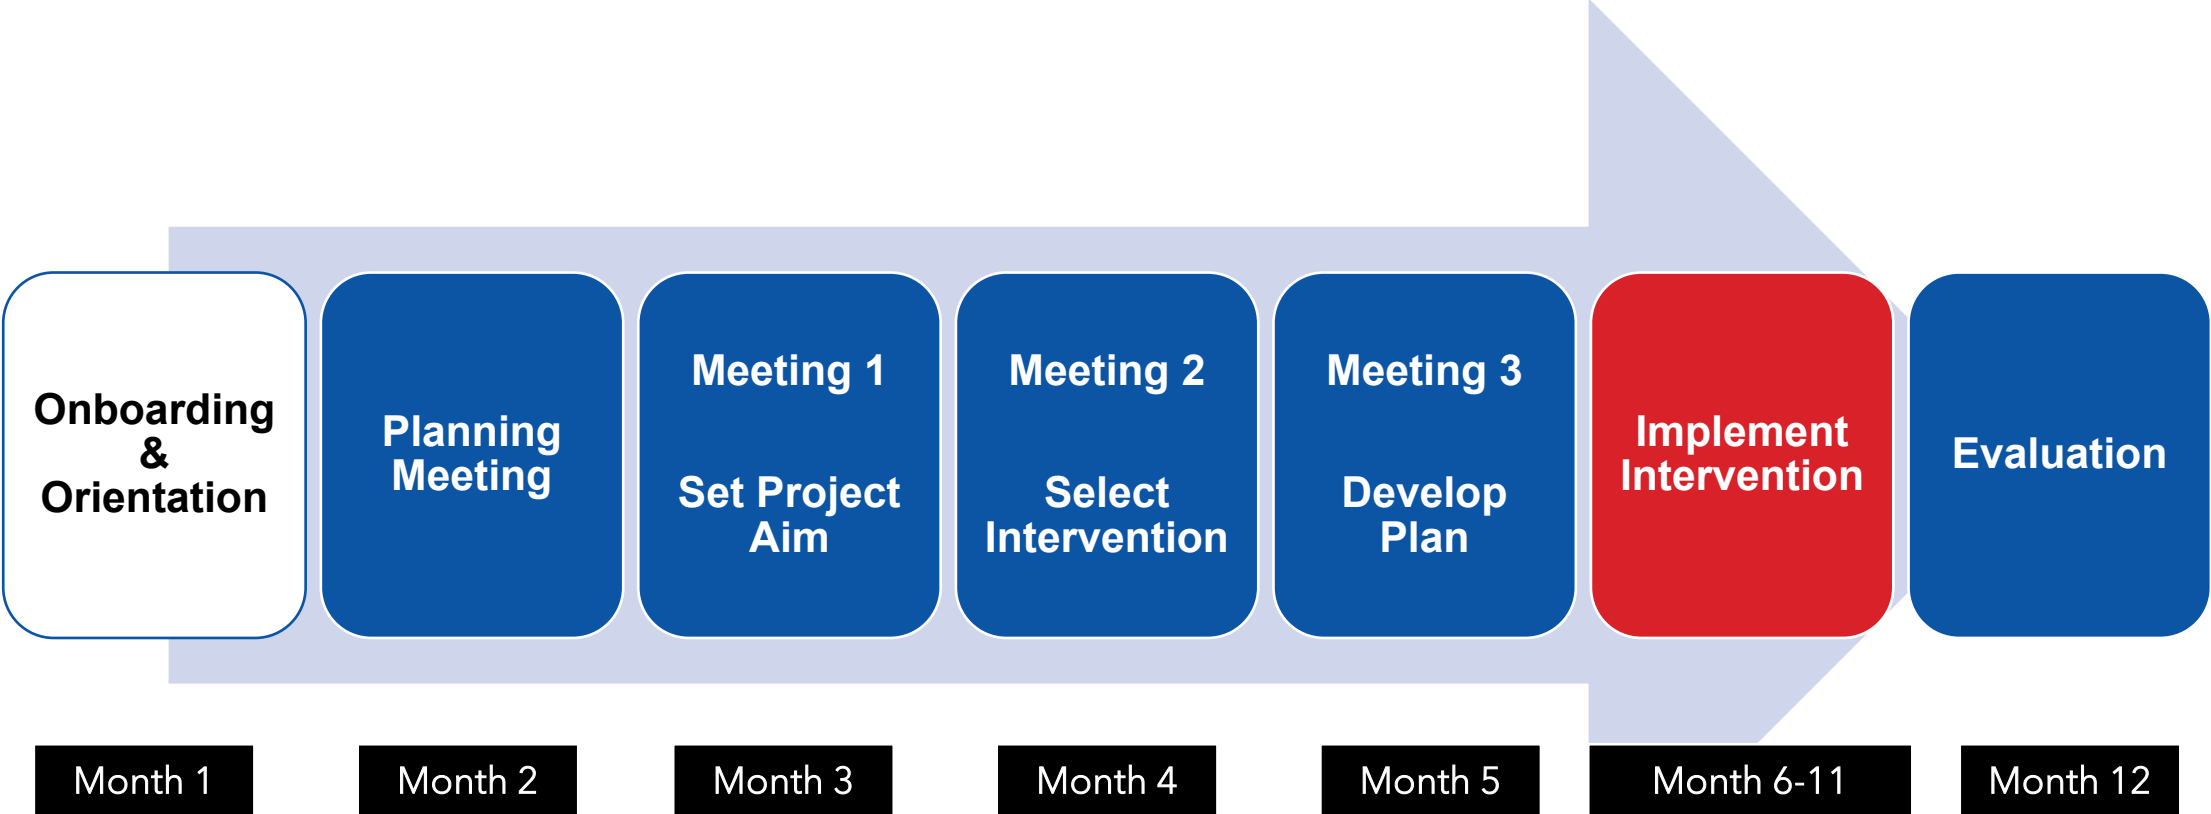 Onboarding
&
Orientation
Planning
Meeting
Meeting 1
Set Project
Aim
Meeting 2
Select
Intervention
Meeting 3
Develop
Plan
Implement
Intervention
Evaluation
Month 1
Month 2
Month 3
Month 4
Month 5
Month 6-11
Month 12